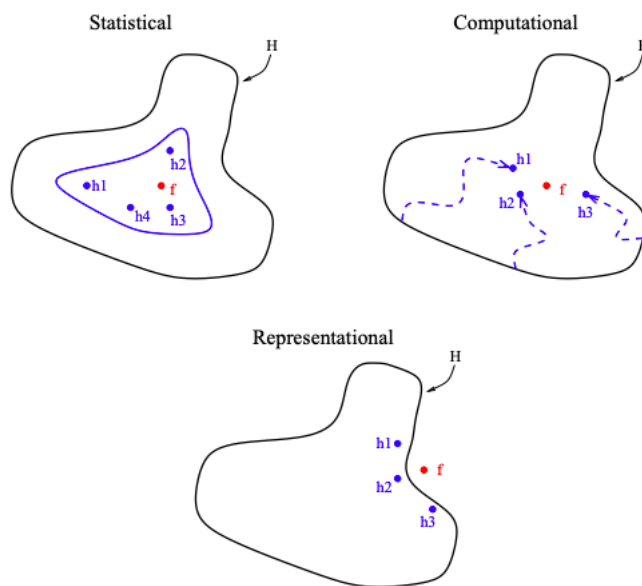 Statistical
H
h2
h1
f
h4
h3
Computational
h1
f
h2
h3
Representational
H
h1
f
h2
h3